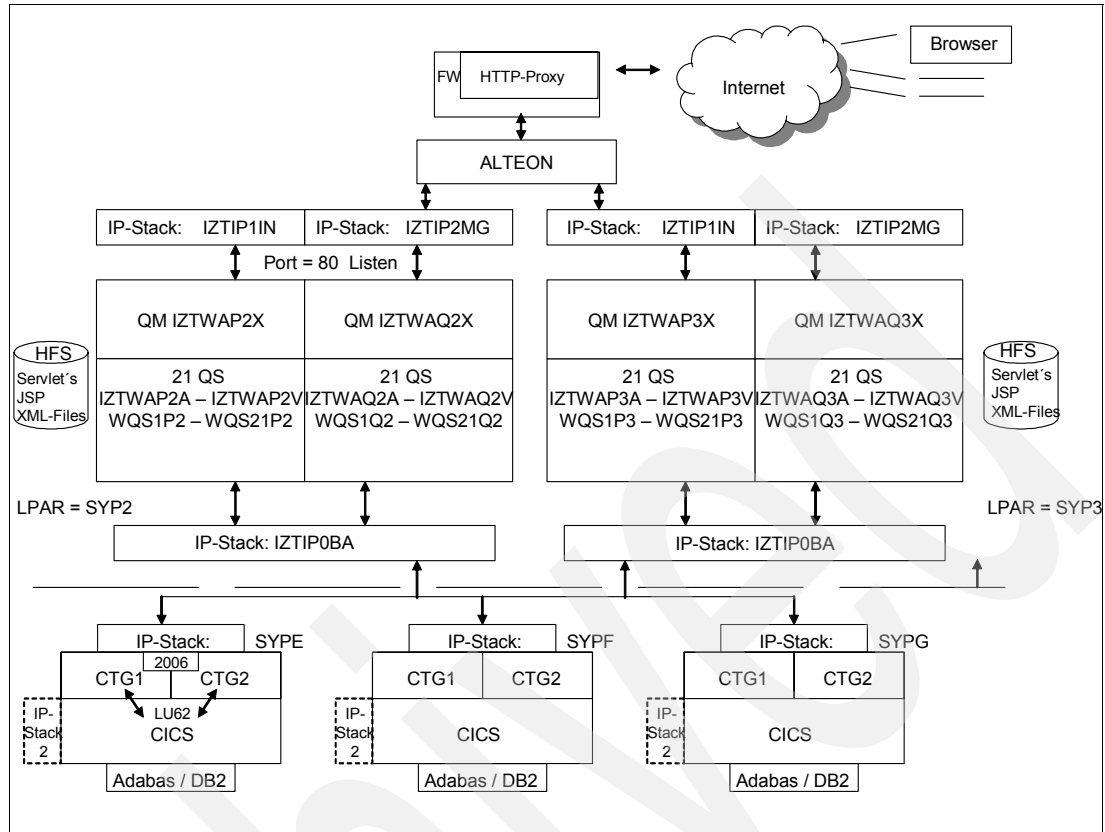 Browser
FW
HTTP-Proxy
Internet
ALTEON
IP-Stack: IZTIP1IN
IP-Stack: IZTIP2MG
IP-Stack: IZTIP1IN
IP-Stack: IZTIP2MG
Port = 80 Listen
QM IZTWAP2X
QM IZTWAQ2X
QM IZTWAP3X
QM IZTWAQ3X
HFS
Servlet´s
JSP
XML-Files
21 QS
IZTWAP2A – IZTWAP2V
WQS1P2 – WQS21P2
21 QS
IZTWAQ2A – IZTWAQ2V
WQS1Q2 – WQS21Q2
21 QS
IZTWAP3A – IZTWAP3V
WQS1P3 – WQS21P3
21 QS
IZTWAQ3A – IZTWAQ3V
WQS1Q3 – WQS21Q3
HFS
Servlet´s
JSP
XML-Files
LPAR = SYP2
LPAR = SYP3
IP-Stack: IZTIP0BA
IP-Stack: IZTIP0BA
IP-Stack:
SYPE
IP-Stack:
SYPF
IP-Stack:
SYPG
2006
CTG1
CTG2
CTG1
CTG2
CTG1
CTG2
IP-
Stack
2
LU62
CICS
IP-
Stack
2
CICS
IP-
Stack
2
CICS
Adabas / DB2
Adabas / DB2
Adabas / DB2